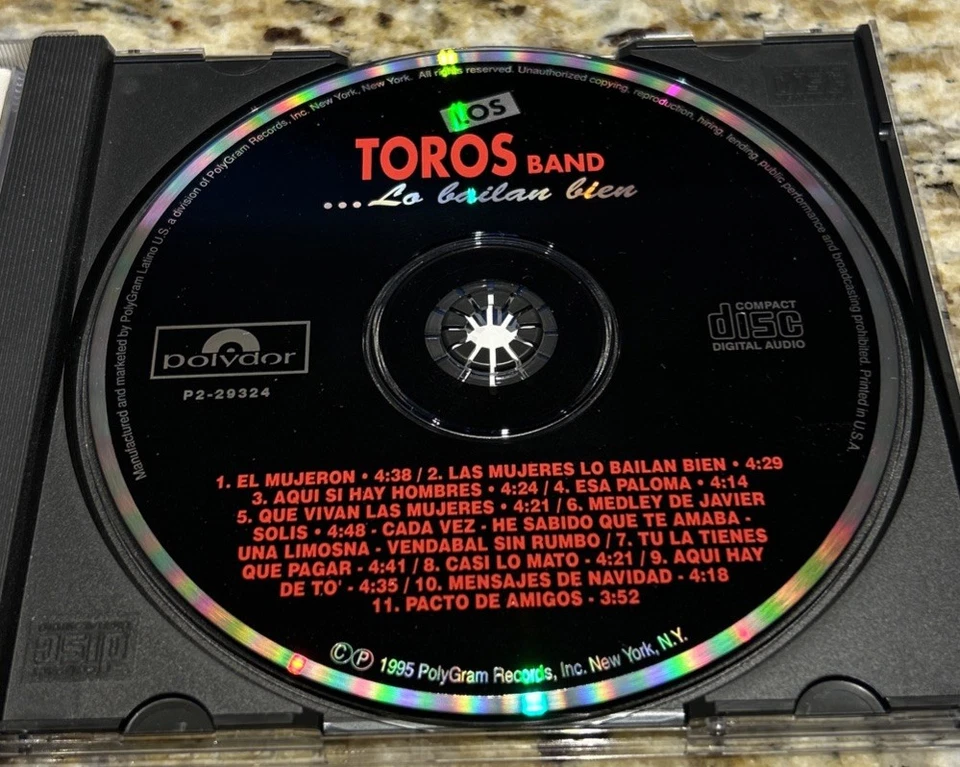 LOS
TOROS BAND
...Lo bailan bien
polydor
P2-29324
COMPACT
disc
DIGITAL AUDIO
1. EL MUJERON • 4:38 / 2. LAS MUJERES LO BAILAN BIEN • 4:29
3. AQUI SI HAY HOMBRES • 4:24 / 4. ESA PALOMA • 4:14
5. QUE VIVAN LAS MUJERES • 4:21 / 6. MEDLEY DE JAVIER
SOLIS • 4:48 - CADA VEZ - HE SABIDO QUE TE AMABA -
UNA LIMOSNA - VENDABAL SIN RUMBO / 7. TU LA TIENES
QUE PAGAR - 4:41 / 8. CASI LO MATO - 4:21 / 9. AQUI HAY
DE TO' - 4:35 / 10. MENSAJES DE NAVIDAD - 4:18
11. PACTO DE AMIGOS - 3:52
Manufactured and marketed by PolyGram Latino U.S. a division of PolyGram Records, Inc. New York, New York. All rights reserved. Unauthorized copying, reproduction, hiring, lending, public performance and broadcasting prohibited. Printed in U.S.A.
©℗ 1995 PolyGram Records, Inc. New York, N.Y.